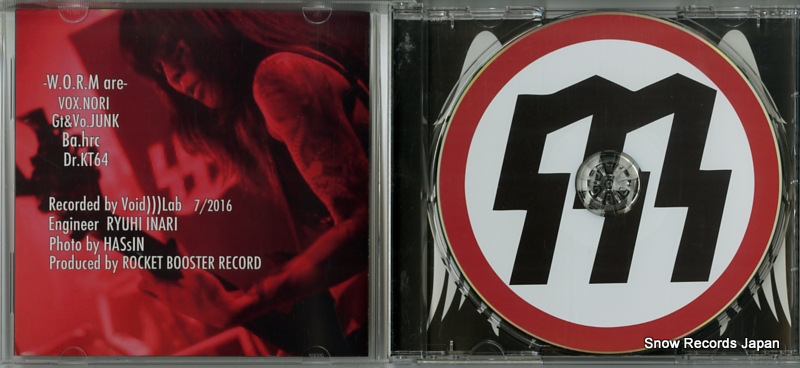 -W.O.R.M are-
VOX.NORI
Gt&Vo.JUNK
Ba.hrc
Dr.KT64
Recorded by Void)))Lab 7/2016
Engineer RYUHI INARI
Photo by HASsIN
Produced by ROCKET BOOSTER RECORD
Snow Records Japan